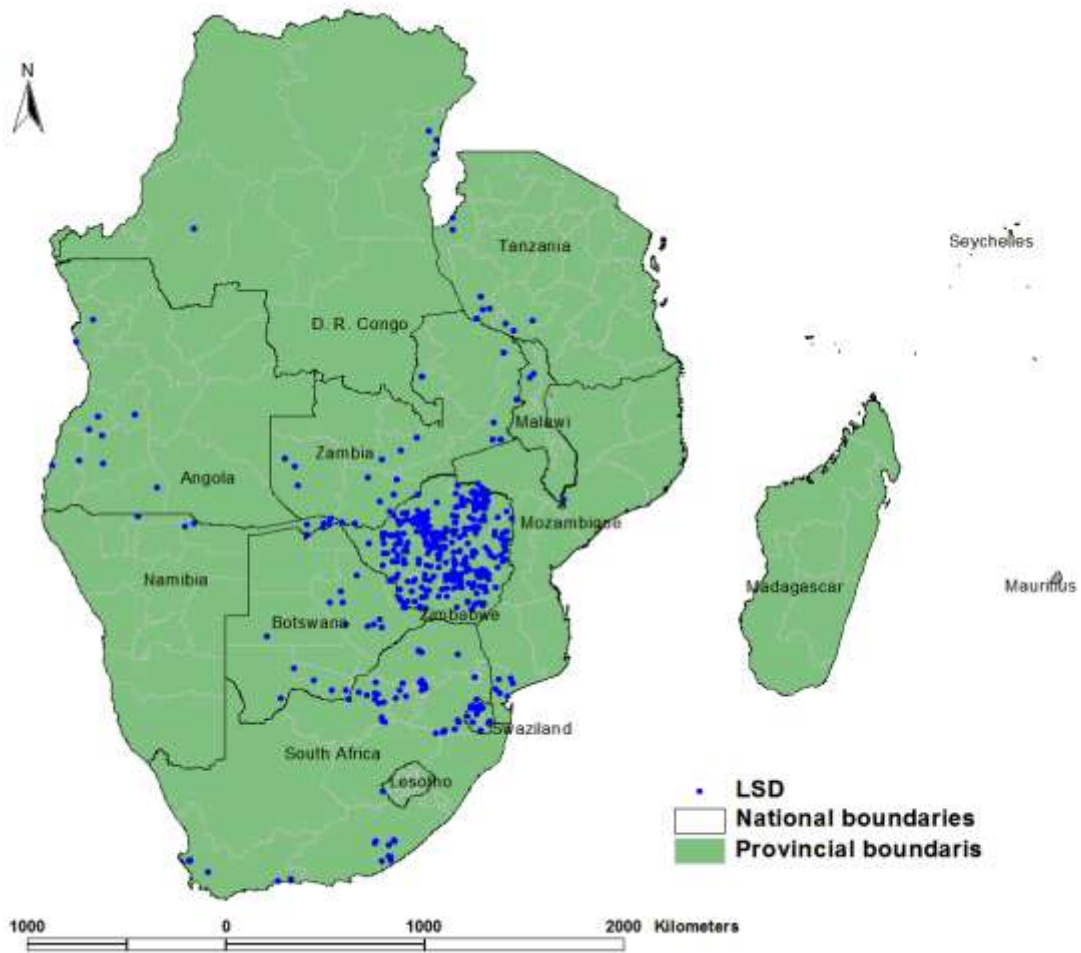 N
Seychelles
Tanzania
D. R. Congo
Malawi
Zambia
Angola
Mozambique
Namibia
Madagascar
Mauritius
Zimbabwe
Botswana
Swaziland
South Africa
Lesotho
LSD
National boundaries
Provincial boundaris
1000 0 1000 2000 Kilometers